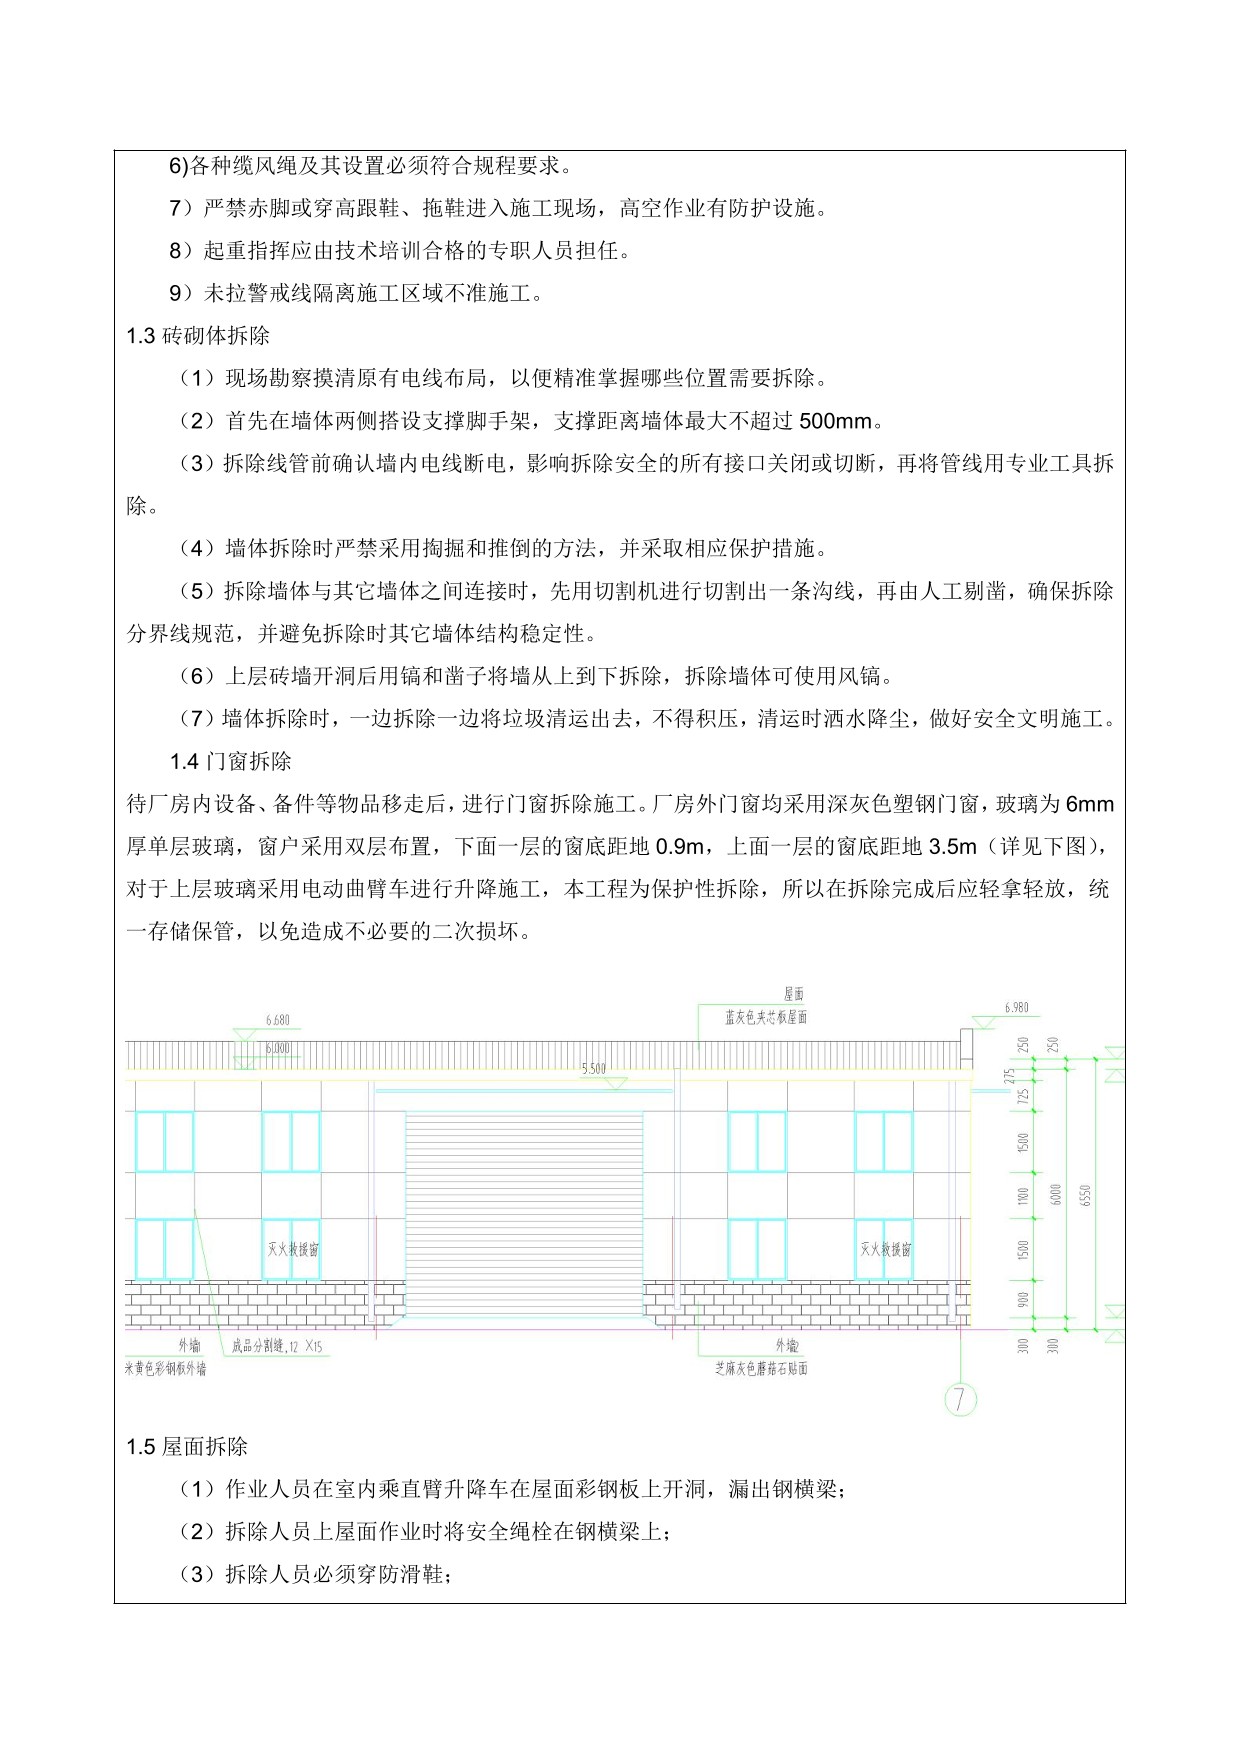 6)各种缆风绳及其设置必须符合规程要求。
7）严禁赤脚或穿高跟鞋、拖鞋进入施工现场，高空作业有防护设施。
8）起重指挥应由技术培训合格的专职人员担任。
9）未拉警戒线隔离施工区域不准施工。
1.3 砖砌体拆除
（1）现场勘察摸清原有电线布局，以便精准掌握哪些位置需要拆除。
（2）首先在墙体两侧搭设支撑脚手架，支撑距离墙体最大不超过 500mm。
（3）拆除线管前确认墙内电线断电，影响拆除安全的所有接口关闭或切断，再将管线用专业工具拆
除。
（4）墙体拆除时严禁采用掏掘和推倒的方法，并采取相应保护措施。
（5）拆除墙体与其它墙体之间连接时，先用切割机进行切割出一条沟线，再由人工剔凿，确保拆除
分界线规范，并避免拆除时其它墙体结构稳定性。
（6）上层砖墙开洞后用镐和凿子将墙从上到下拆除，拆除墙体可使用风镐。
（7）墙体拆除时，一边拆除一边将垃圾清运出去，不得积压，清运时洒水降尘，做好安全文明施工。
1.4 门窗拆除
待厂房内设备、备件等物品移走后，进行门窗拆除施工。厂房外门窗均采用深灰色塑钢门窗，玻璃为 6mm
厚单层玻璃，窗户采用双层布置，下面一层的窗底距地 0.9m，上面一层的窗底距地 3.5m（详见下图），
对于上层玻璃采用电动曲臂车进行升降施工，本工程为保护性拆除，所以在拆除完成后应轻拿轻放，统
一存储保管，以免造成不必要的二次损坏。
屋面
蓝灰色夹芯板屋面
6.980
6.680
6.000
5.500
250
250
275
725
1500
1100
6000
6550
1500
900
300
300
灭火救援窗
灭火救援窗
外墙1
米黄色彩钢板外墙
成品分割缝,12 X15
外墙2
芝麻灰色蘑菇石贴面
7
1.5 屋面拆除
（1）作业人员在室内乘直臂升降车在屋面彩钢板上开洞，漏出钢横梁；
（2）拆除人员上屋面作业时将安全绳栓在钢横梁上；
（3）拆除人员必须穿防滑鞋；